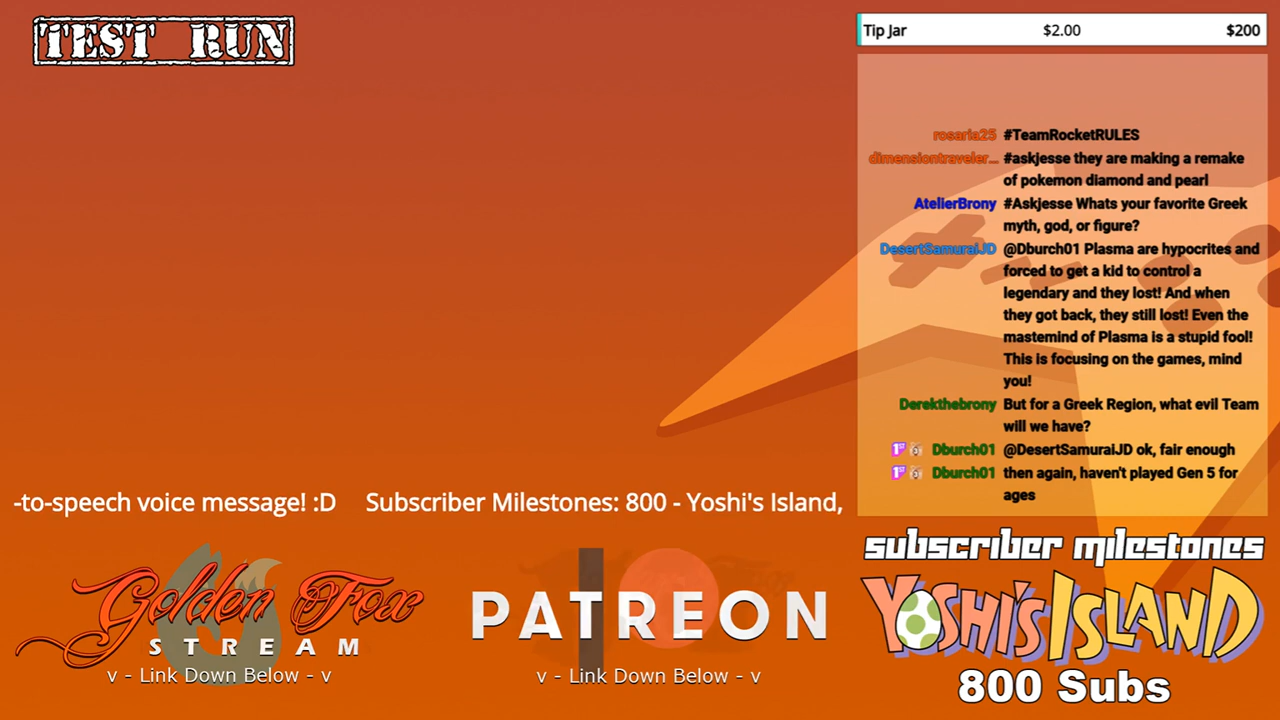 TEST RUN
Tip Jar $2.00 $200
rosaria25 #TeamRocketRULES
dimensiontraveler... #askjesse they are making a remake
of pokemon diamond and pearl
AtelierBrony #Askjesse Whats your favorite Greek
myth, god, or figure?
DesertSamuraiJD @Dburch01 Plasma are hypocrites and
forced to get a kid to control a
legendary and they lost! And when
they got back, they still lost! Even the
mastermind of Plasma is a stupid fool!
This is focusing on the games, mind
you!
Derekthebrony But for a Greek Region, what evil Team
will we have?
Dburch01 @DesertSamuraiJD ok, fair enough
Dburch01 then again, haven't played Gen 5 for
ages
-to-speech voice message! :D Subscriber Milestones: 800 - Yoshi's Island,
Golden Fox
STREAM
v - Link Down Below - v
PATREON
v - Link Down Below - v
subscriber milestones
YOSHI'S ISLAND
800 Subs